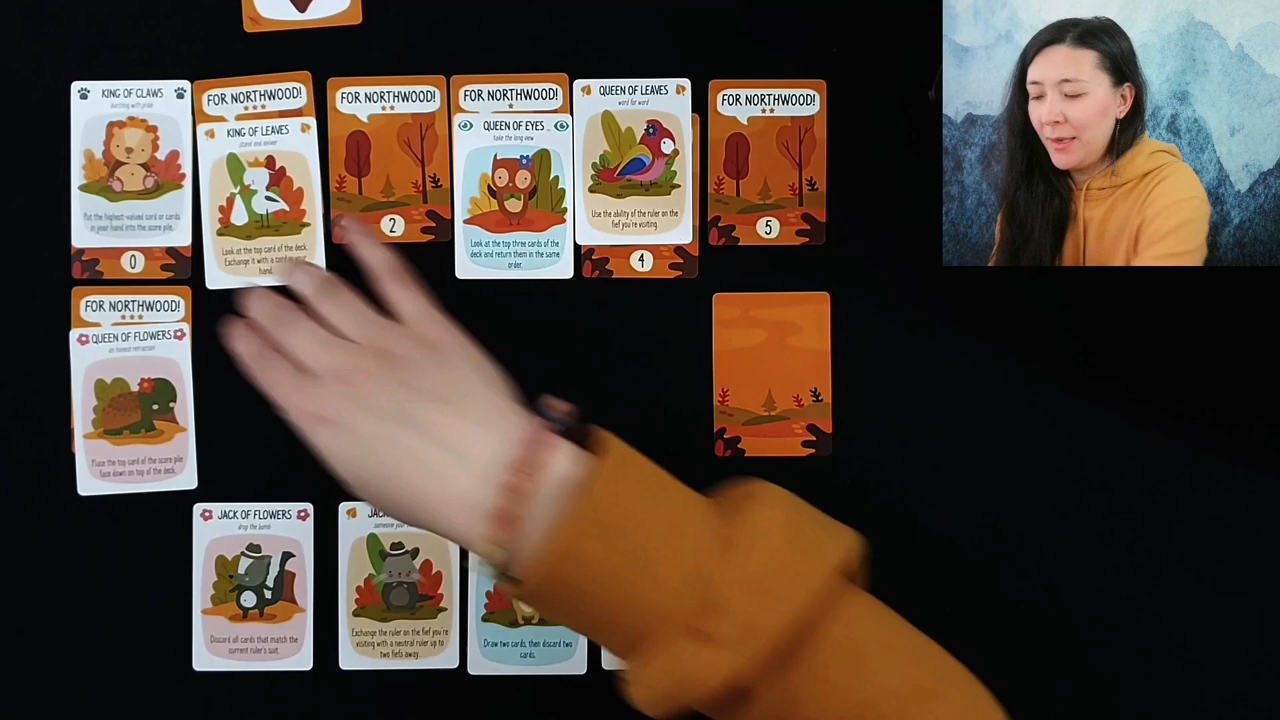 KING OF CLAWS
dazzling with pride
Put the highest-valued card or cards
in your hand into the score pile.
0
FOR NORTHWOOD!
KING OF LEAVES
stand and deliver
Look at the top card of the deck.
Exchange it with a card in your
hand.
FOR NORTHWOOD!
2
FOR NORTHWOOD!
QUEEN OF EYES
take the long view
Look at the top three cards of the
deck and return them in the same
order.
QUEEN OF LEAVES
word for word
Use the ability of the ruler on the
fief you're visiting.
4
FOR NORTHWOOD!
5
FOR NORTHWOOD!
QUEEN OF FLOWERS
an honest retraction
Place the top card of the score pile
face down on top of the deck.
JACK OF FLOWERS
drop the bomb
Discard all cards that match the
current ruler's suit.
Exchange the ruler on the fief you're
visiting with a neutral ruler up to
two fiefs away.
Draw two cards, then discard two
cards.